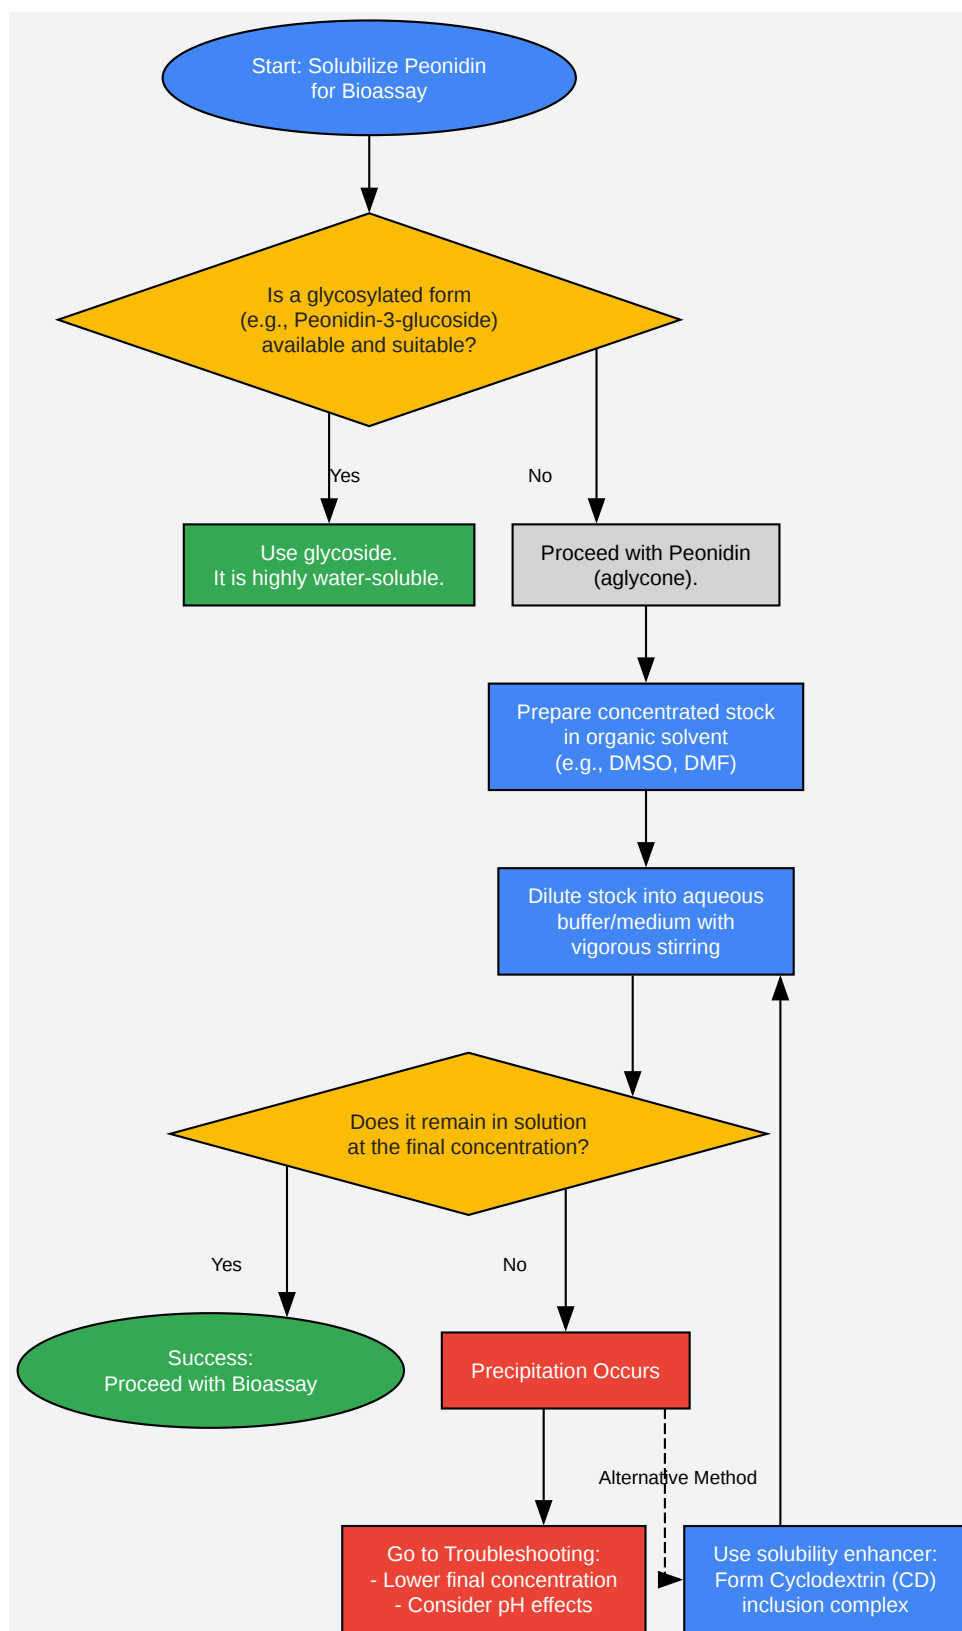 Start: Solubilize Peonidin
for Bioassay
Is a glycosylated form
(e.g., Peonidin-3-glucoside)
available and suitable?
Yes
No
Use glycoside.
It is highly water-soluble.
Proceed with Peonidin
(aglycone).
Prepare concentrated stock
in organic solvent
(e.g., DMSO, DMF)
Dilute stock into aqueous
buffer/medium with
vigorous stirring
Does it remain in solution
at the final concentration?
Yes
No
Success:
Proceed with Bioassay
Precipitation Occurs
Alternative Method
Go to Troubleshooting:
- Lower final concentration
- Consider pH effects
Use solubility enhancer:
Form Cyclodextrin (CD)
inclusion complex